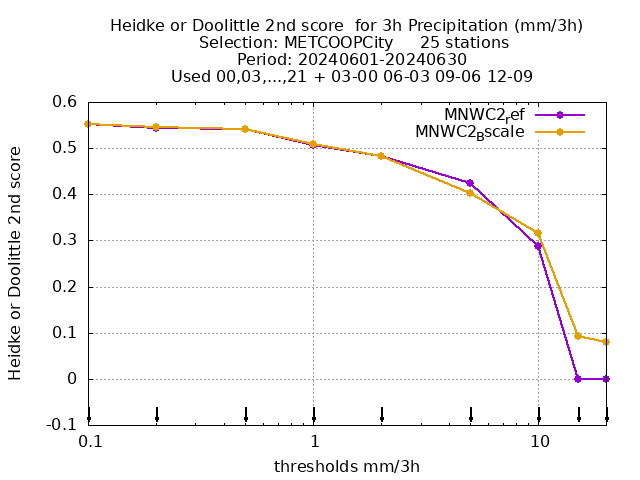 Heidke or Doolittle 2nd score  for 3h Precipitation (mm/3h)
Selection: METCOOPCity     25 stations
Period: 20240601-20240630
Used 00,03,...,21 + 03-00 06-03 09-06 12-09
MNWC2ref
MNWC2Bscale
Heidke or Doolittle 2nd score
0.6
0.5
0.4
0.3
0.2
0.1
0
-0.1
0.1 1 10
thresholds mm/3h